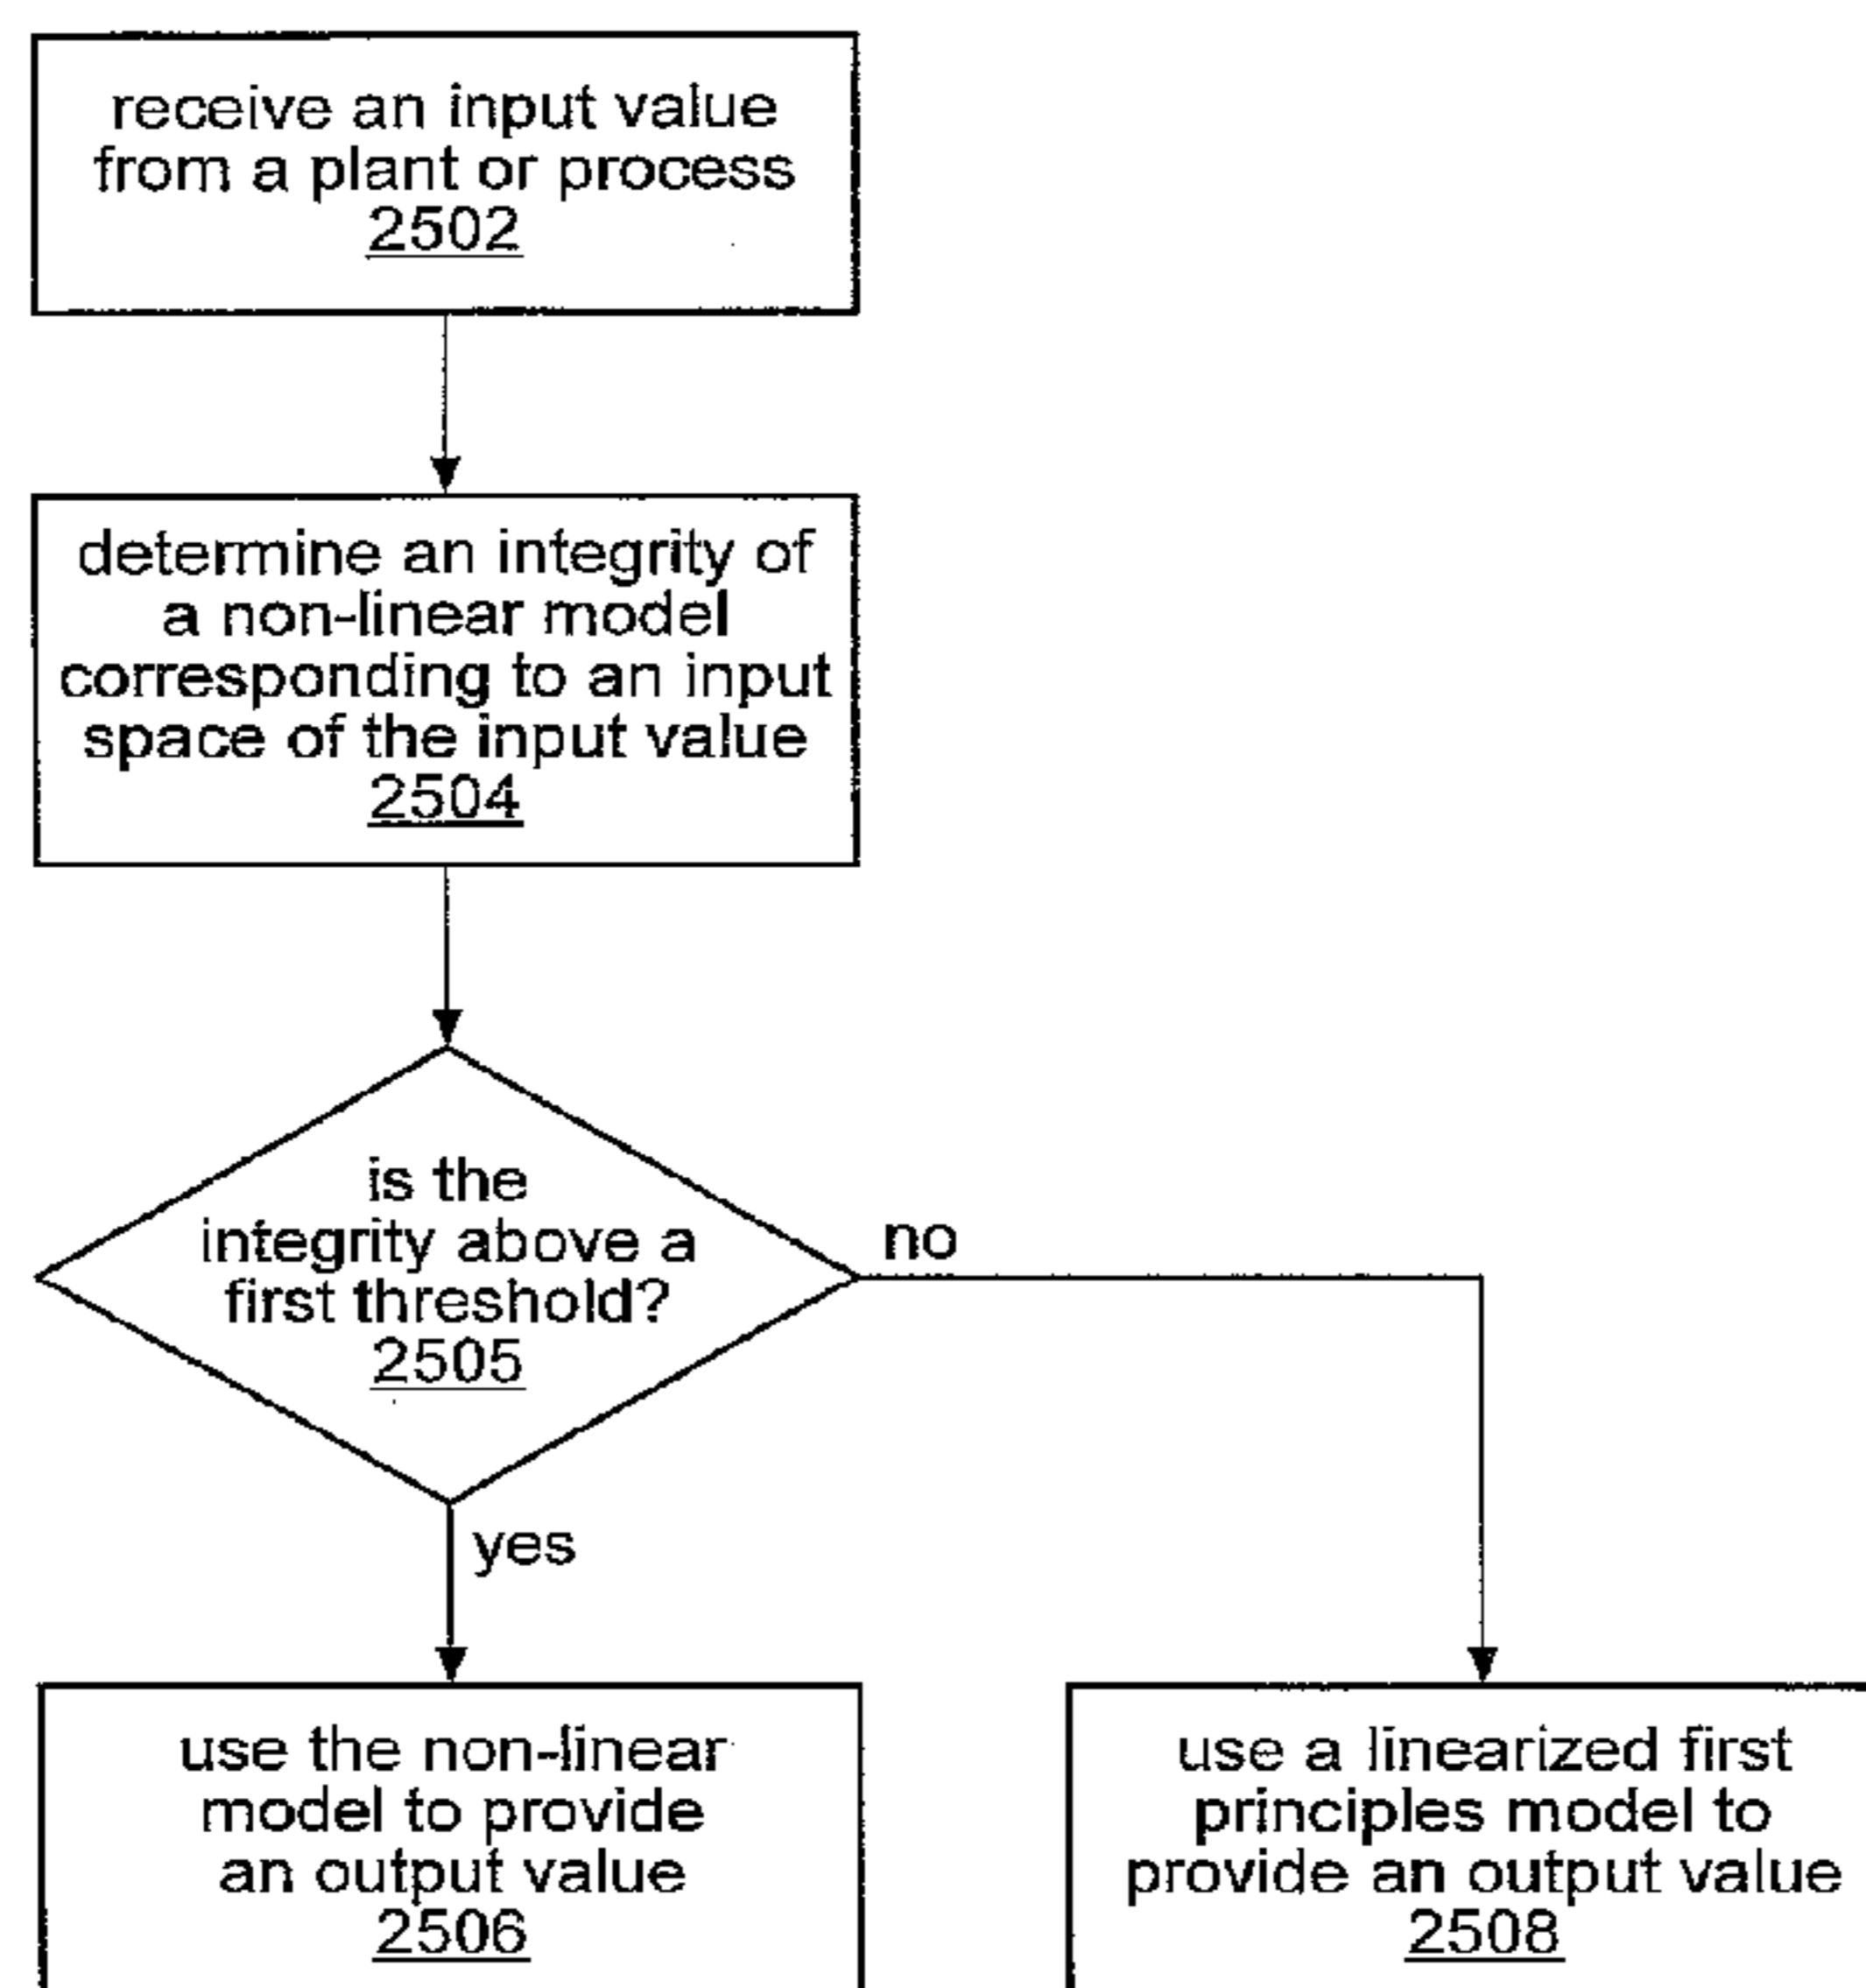 receive an input value
from a plant or process
2502
determine an integrity of
a non-linear model
corresponding to an input
space of the input value
2504
is the
integrity above a
first threshold?
2505
no
yes
use the non-linear
model to provide
an output value
2506
use a linearized first
principles model to
provide an output value
2508